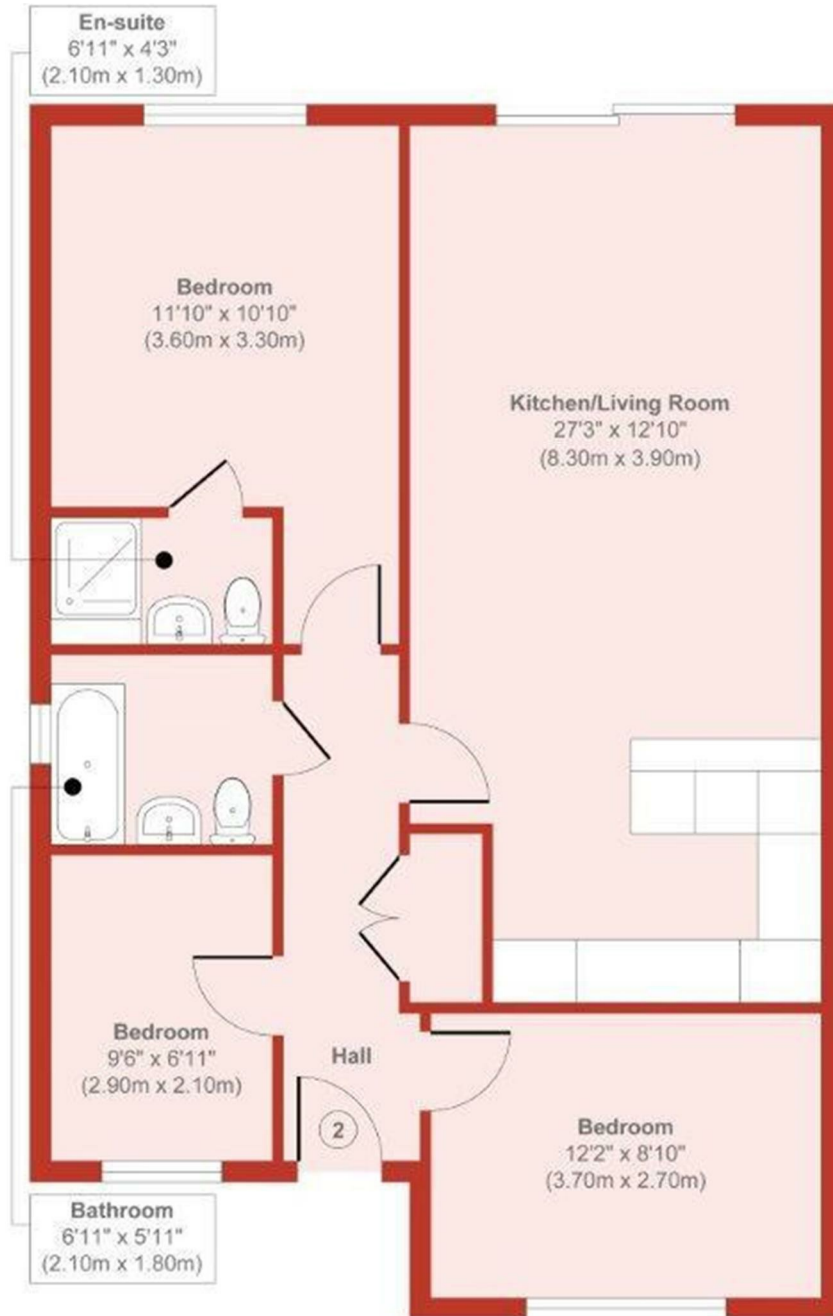 En-suite
6'11" x 4'3"
(2.10m x 1.30m)
Bedroom
11'10" x 10'10"
(3.60m x 3.30m)
Kitchen/Living Room
27'3" x 12'10"
(8.30m x 3.90m)
Bedroom
9'6" x 6'11"
(2.90m x 2.10m)
Hall
2
Bedroom
12'2" x 8'10"
(3.70m x 2.70m)
Bathroom
6'11" x 5'11"
(2.10m x 1.80m)